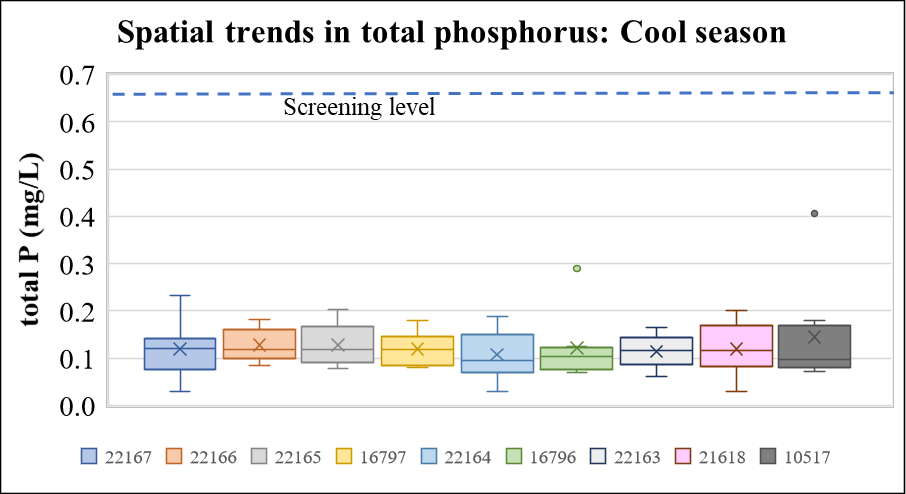 Spatial trends in total phosphorus: Cool season
total P (mg/L)
0.7
0.6
0.5
0.4
0.3
0.2
0.1
0.0
Screening level
22167 22166 22165 16797 22164 16796 22163 21618 10517